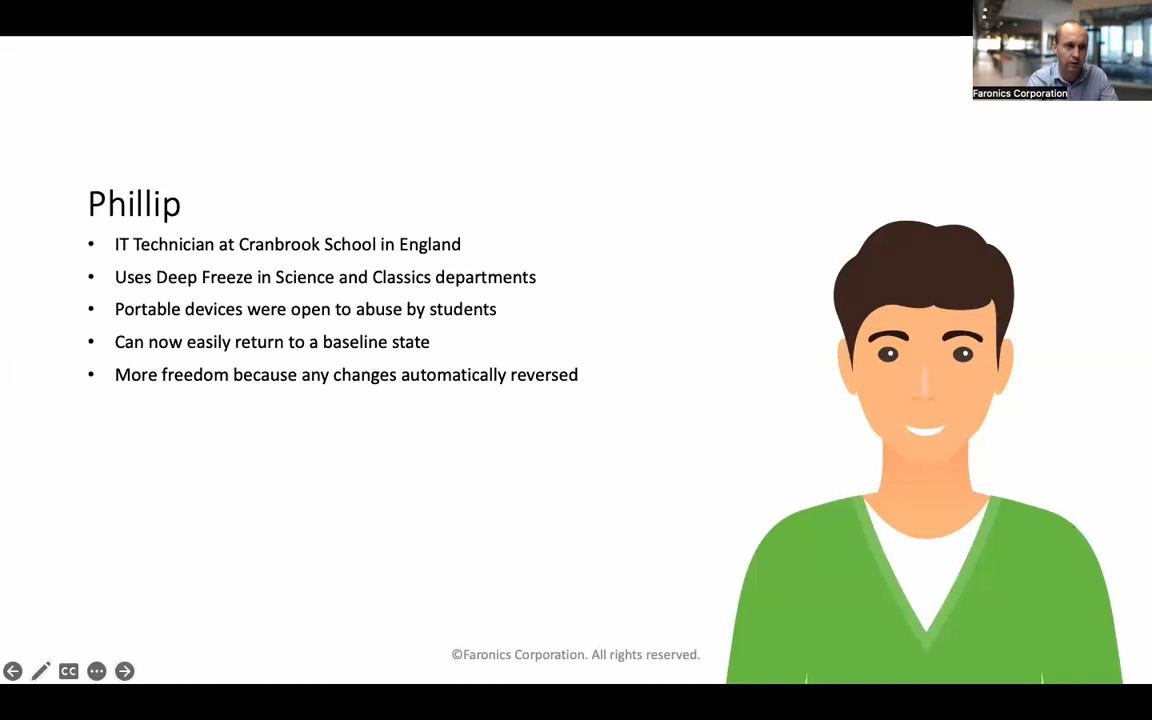 Faronics Corporation
Phillip
• IT Technician at Cranbrook School in England
• Uses Deep Freeze in Science and Classics departments
• Portable devices were open to abuse by students
• Can now easily return to a baseline state
• More freedom because any changes automatically reversed
©Faronics Corporation. All rights reserved.
CC